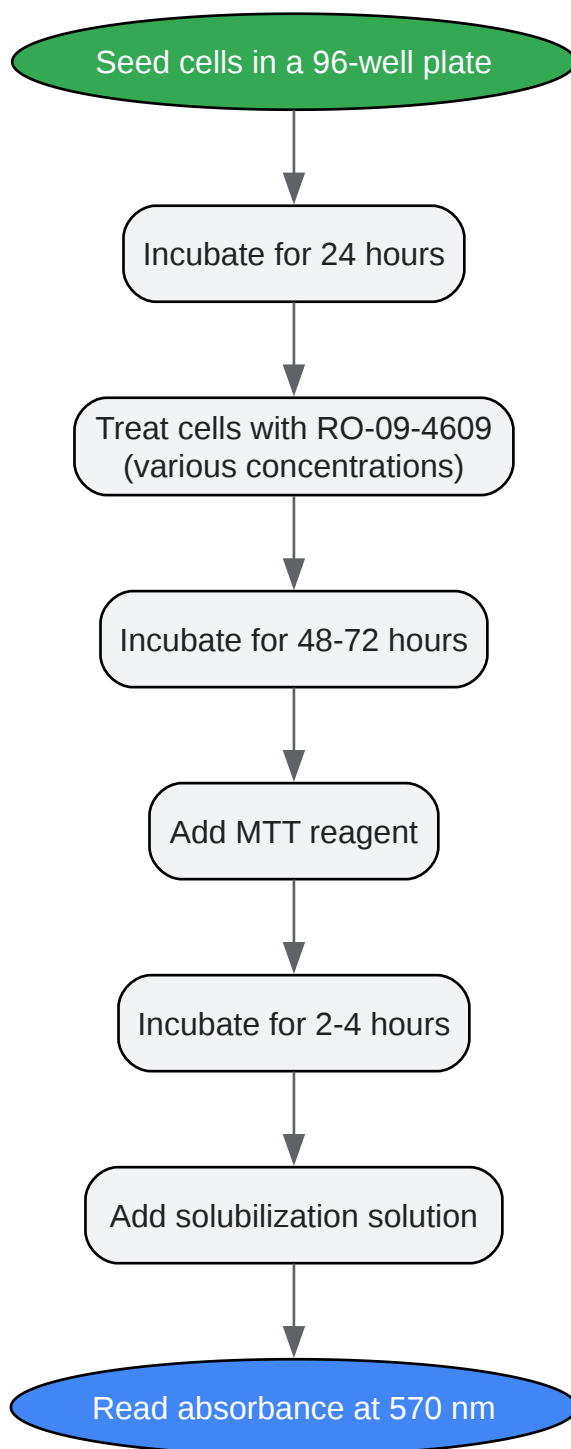 Seed cells in a 96-well plate
Incubate for 24 hours
Treat cells with RO-09-4609
(various concentrations)
Incubate for 48-72 hours
Add MTT reagent
Incubate for 2-4 hours
Add solubilization solution
Read absorbance at 570 nm